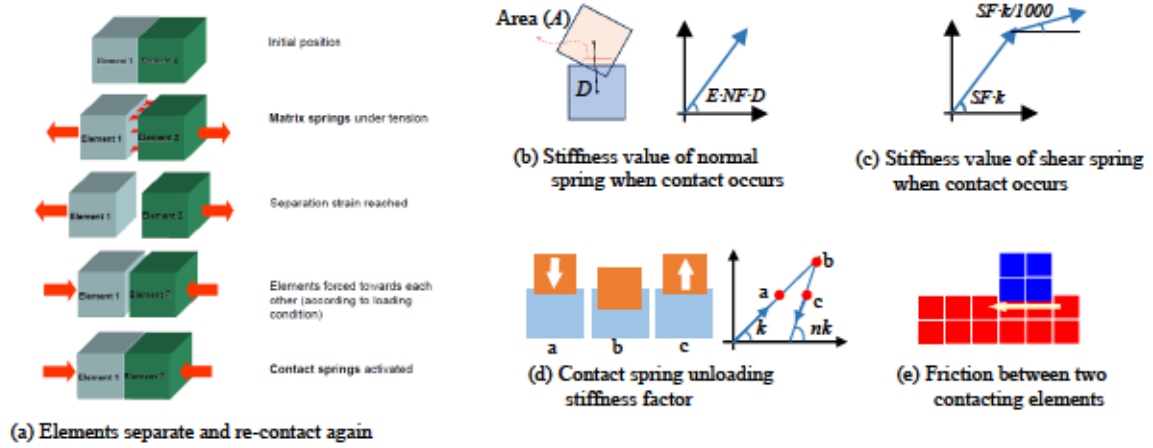 Initial position
Element 1
Element 2
Matrix springs under tension
Element 1
Element 2
Separation strain reached
Element 1
Element 2
Elements forced towards each
other (according to loading
condition)
Element 1
Element 2
Contact springs activated
Element 1
Element 2
(a) Elements separate and re-contact again
Area (A)
D
E·NF·D
(b) Stiffness value of normal
spring when contact occurs
SF·k/1000
SF·k
(c) Stiffness value of shear spring
when contact occurs
a
b
c
a
b
c
k
nk
(d) Contact spring unloading
stiffness factor
(e) Friction between two
contacting elements